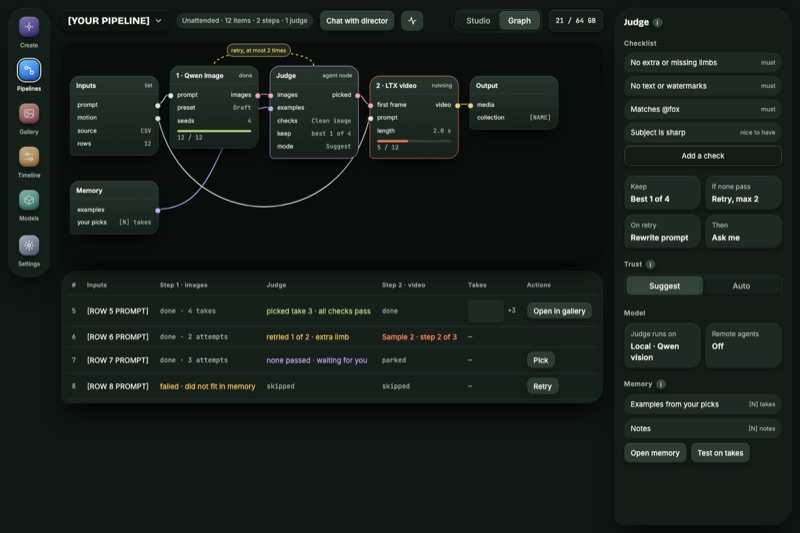 Create
Pipelines
Gallery
Timeline
Models
Settings
[YOUR PIPELINE]
Unattended · 12 items · 2 steps · 1 judge
Chat with director
Studio
Graph
21 / 64 GB
retry, at most 2 times
Inputs list
prompt
motion
source CSV
rows 12
1 · Qwen Image done
prompt images
preset Draft
seeds 4
12 / 12
Judge agent node
images picked
examples
checks Clean image
keep best 1 of 4
mode Suggest
2 · LTX video running
first frame video
prompt
length 2.0 s
5 / 12
Output
media
collection [NAME]
Memory
examples
your picks [N] takes
# Inputs Step 1 · images Judge Step 2 · video Takes Actions
5 [ROW 5 PROMPT] done · 4 takes picked take 3 · all checks pass done +3 Open in gallery
6 [ROW 6 PROMPT] done · 2 attempts retried 1 of 2 · extra limb Sample 2 · step 2 of 3 —
7 [ROW 7 PROMPT] done · 3 attempts none passed · waiting for you parked — Pick
8 [ROW 8 PROMPT] failed · did not fit in memory skipped skipped — Retry
Judge i
Checklist
No extra or missing limbs must
No text or watermarks must
Matches @fox must
Subject is sharp nice to have
Add a check
Keep
Best 1 of 4
If none pass
Retry, max 2
On retry
Rewrite prompt
Then
Ask me
Trust i
Suggest
Auto
Model
Judge runs on
Local · Qwen
vision
Remote agents
Off
Memory i
Examples from your picks [N] takes
Notes [N] notes
Open memory
Test on takes